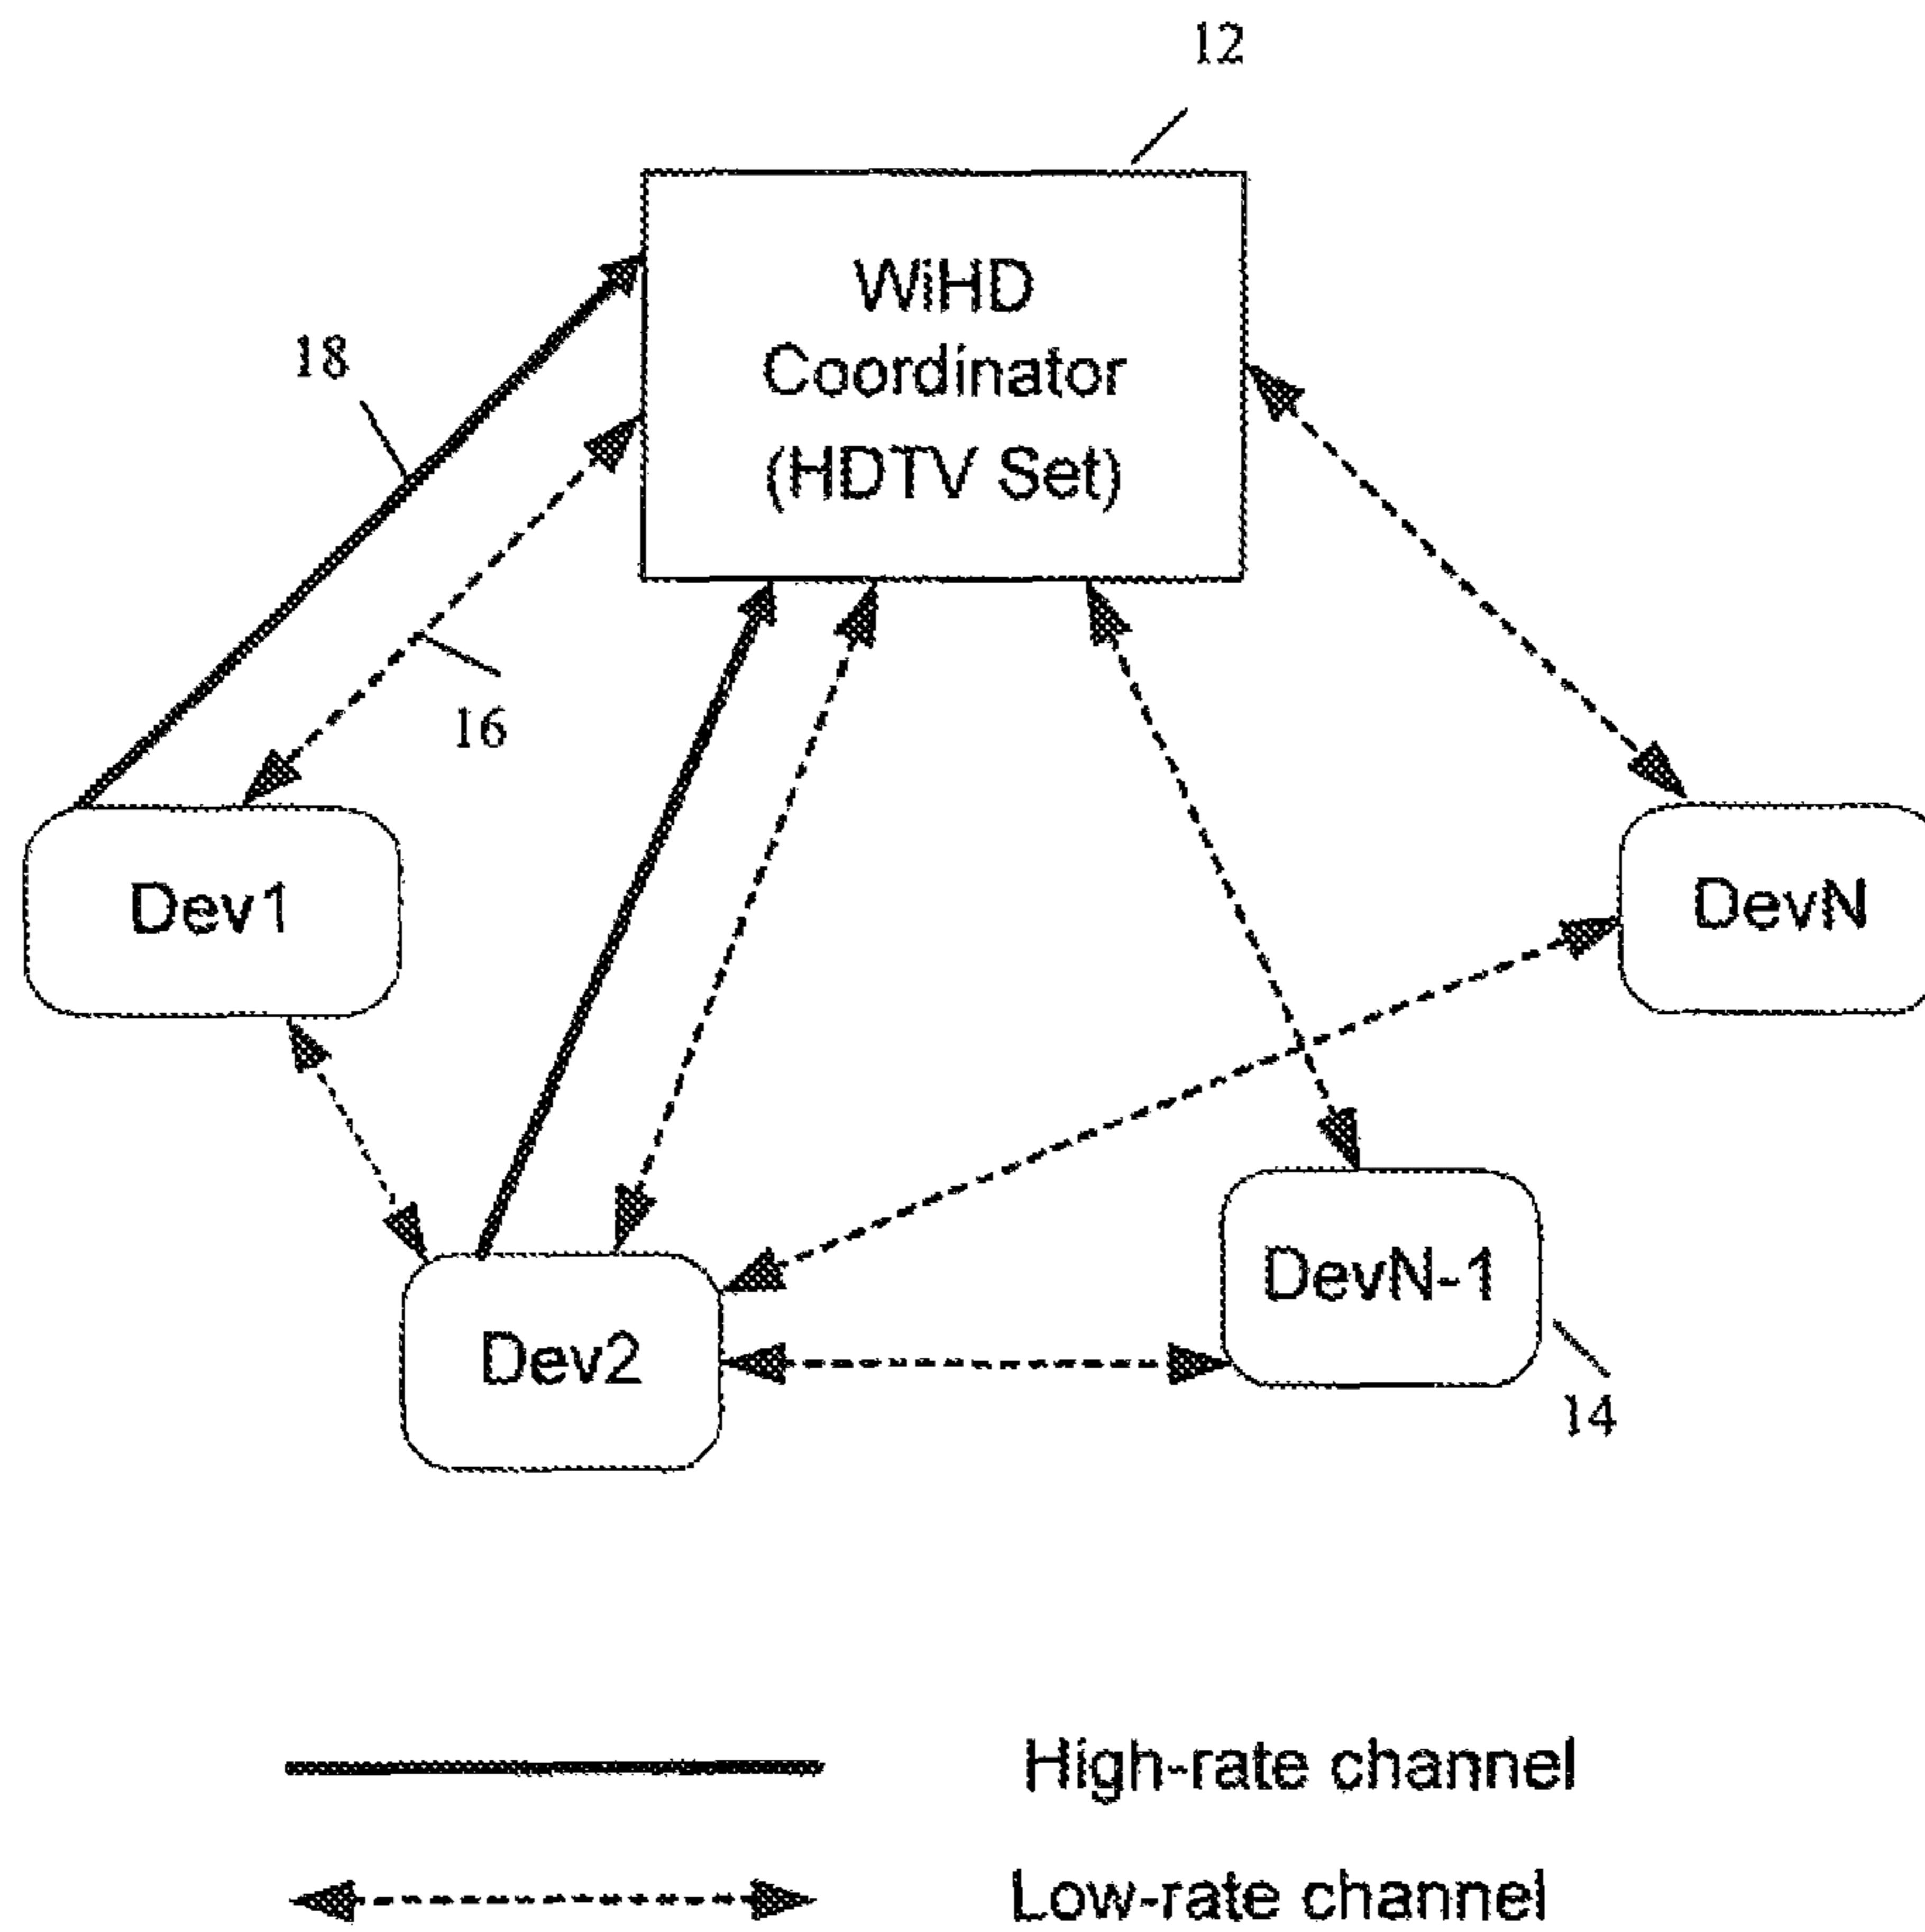 12
WiHD
Coordinator
(HDTV Set)
18
16
Dev1
DevN
DevN-1
Dev2
14
High-rate channel
Low-rate channel